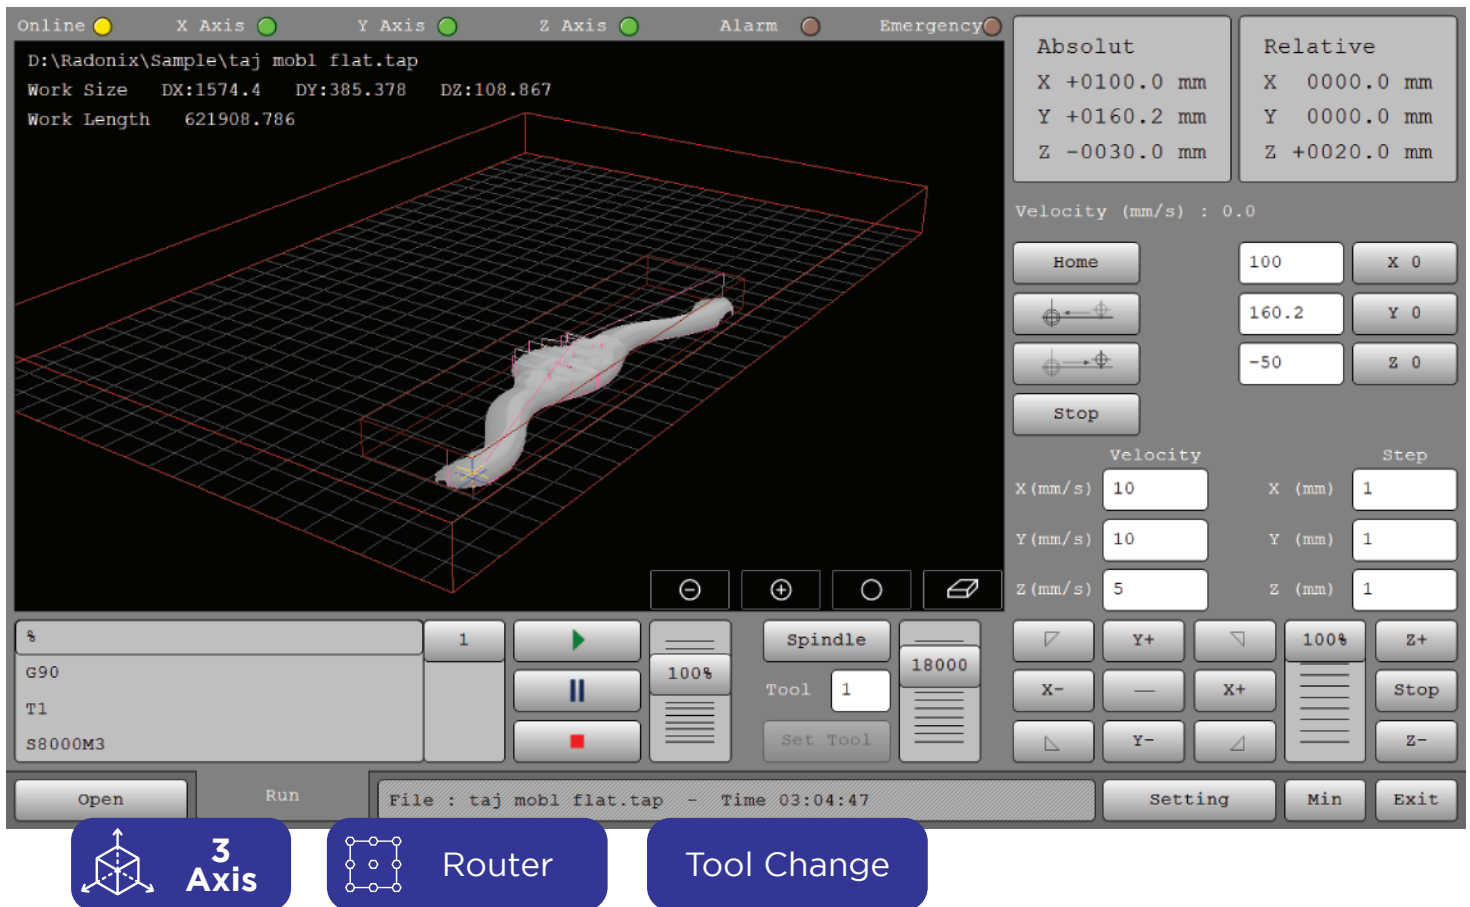 Online X Axis Y Axis Z Axis Alarm Emergency
D:\Radonix\Sample\taj mobl flat.tap
Work Size DX:1574.4 DY:385.378 DZ:108.867
Work Length 621908.786
Absolut
X +0100.0 mm
Y +0160.2 mm
Z -0030.0 mm
Relative
X 0000.0 mm
Y 0000.0 mm
Z +0020.0 mm
Velocity (mm/s) : 0.0
Home 100 X 0
160.2 Y 0
-50 Z 0
Stop
Velocity Step
X(mm/s) 10 X (mm) 1
Y(mm/s) 10 Y (mm) 1
Z(mm/s) 5 Z (mm) 1
%
G90
T1
S8000M3
1
100%
Spindle
Tool 1
Set Tool
18000
Y+ 100% Z+
X- — X+ Stop
Y- Z-
Open Run File : taj mobl flat.tap - Time 03:04:47 Setting Min Exit
3
Axis
Router
Tool Change